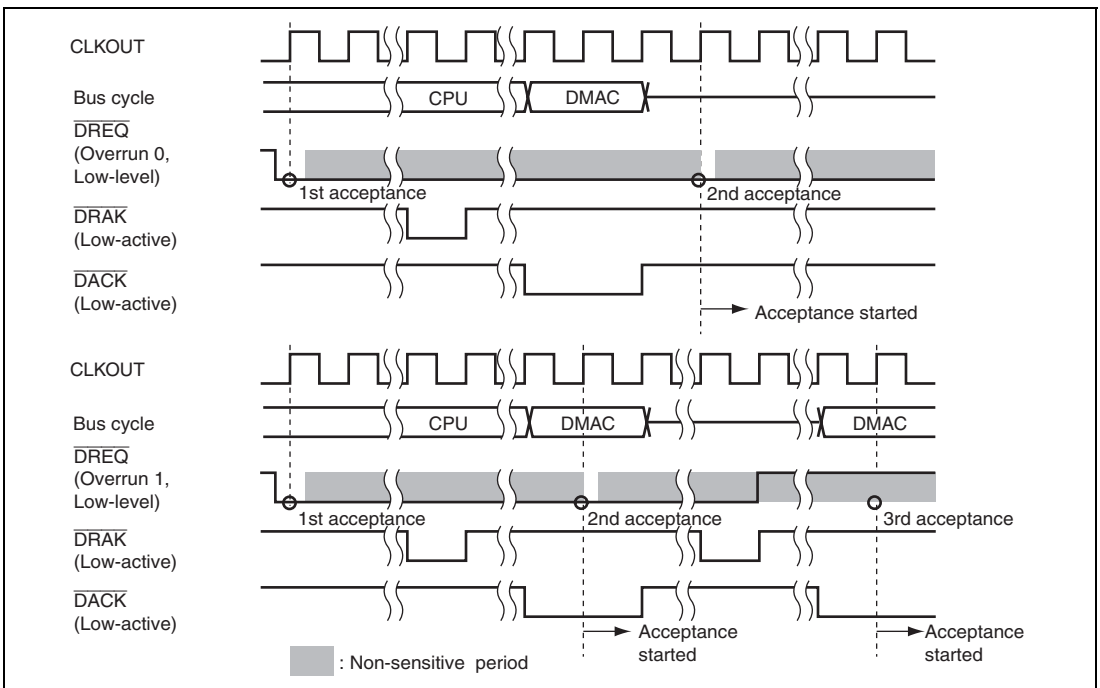 CLKOUT
Bus cycle
CPU
DMAC
DREQ
(Overrun 0,
Low-level)
1st acceptance
2nd acceptance
DRAK
(Low-active)
DACK
(Low-active)
Acceptance started
CLKOUT
Bus cycle
CPU
DMAC
DMAC
DREQ
(Overrun 1,
Low-level)
1st acceptance
2nd acceptance
3rd acceptance
DRAK
(Low-active)
DACK
(Low-active)
Acceptance
started
Acceptance
started
: Non-sensitive period